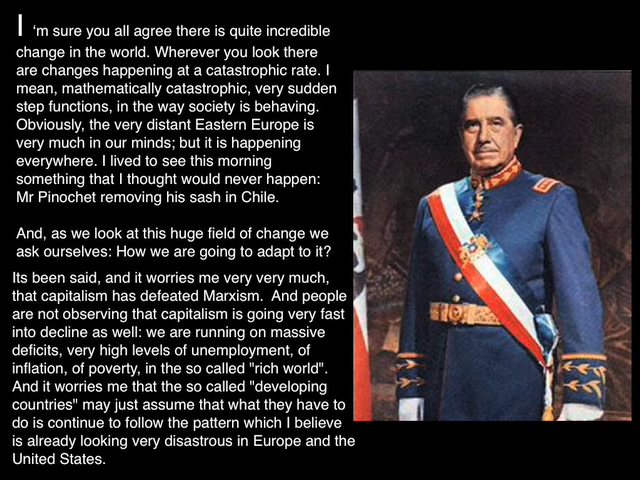 I 'm sure you all agree there is quite incredible
change in the world. Wherever you look there
are changes happening at a catastrophic rate. I
mean, mathematically catastrophic, very sudden
step functions, in the way society is behaving.
Obviously, the very distant Eastern Europe is
very much in our minds; but it is happening
everywhere. I lived to see this morning
something that I thought would never happen:
Mr Pinochet removing his sash in Chile.
And, as we look at this huge field of change we
ask ourselves: How we are going to adapt to it?
Its been said, and it worries me very very much,
that capitalism has defeated Marxism.  And people
are not observing that capitalism is going very fast
into decline as well: we are running on massive
deficits, very high levels of unemployment, of
inflation, of poverty, in the so called "rich world".
And it worries me that the so called "developing
countries" may just assume that what they have to
do is continue to follow the pattern which I believe
is already looking very disastrous in Europe and the
United States.